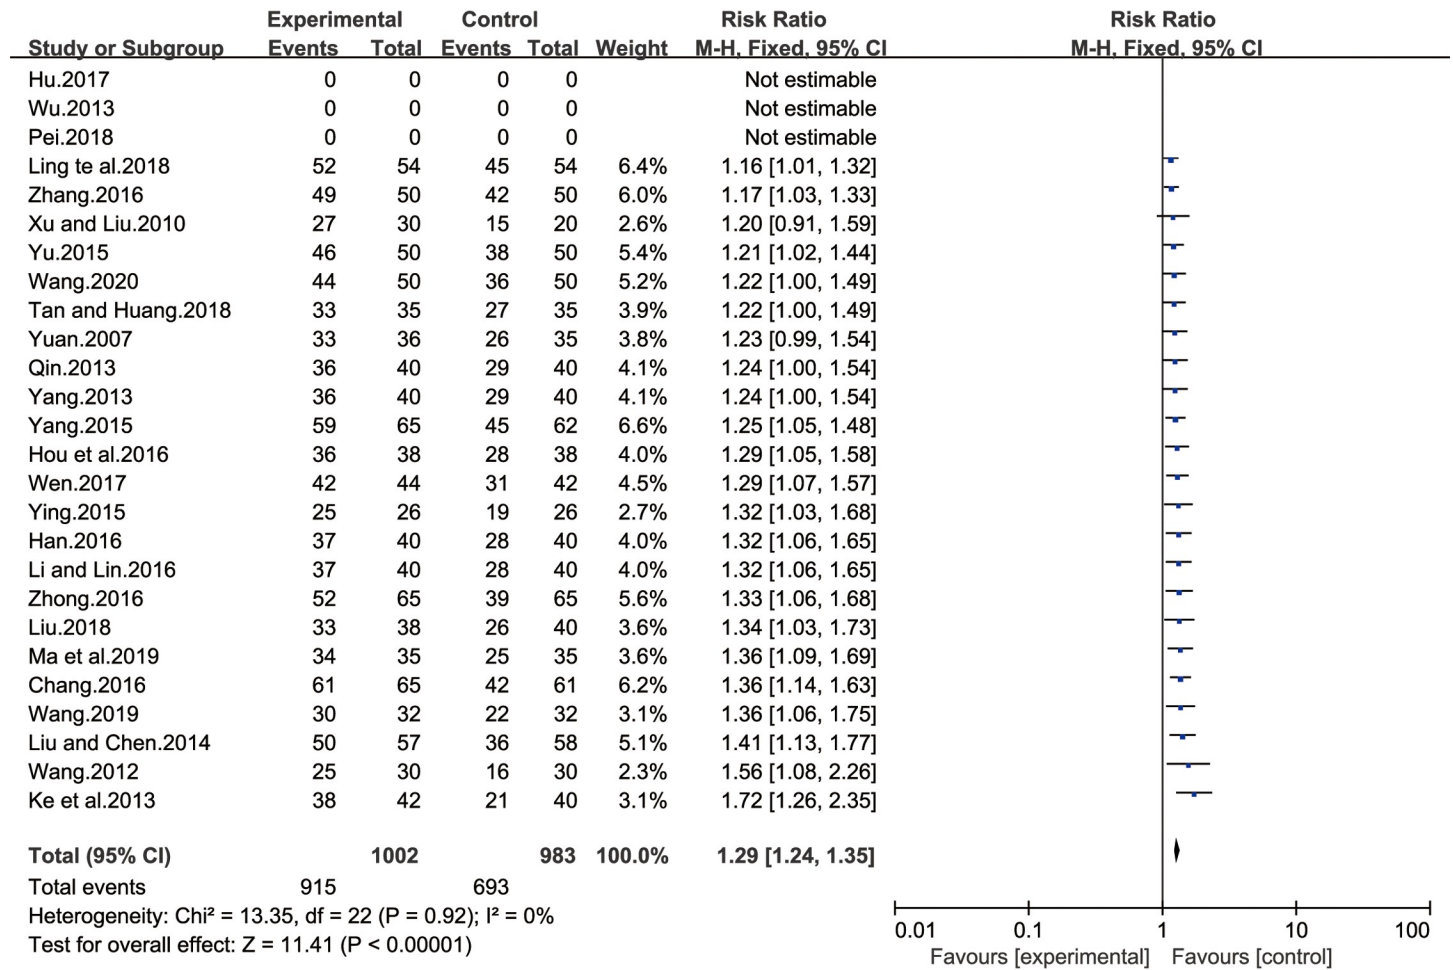 Experimental Control Risk Ratio Risk Ratio
Study or Subgroup Events Total Events Total Weight M-H, Fixed, 95% CI M-H, Fixed, 95% CI
Hu.2017 0 0 0 0 Not estimable
Wu.2013 0 0 0 0 Not estimable
Pei.2018 0 0 0 0 Not estimable
Ling te al.2018 52 54 45 54 6.4% 1.16 [1.01, 1.32]
Zhang.2016 49 50 42 50 6.0% 1.17 [1.03, 1.33]
Xu and Liu.2010 27 30 15 20 2.6% 1.20 [0.91, 1.59]
Yu.2015 46 50 38 50 5.4% 1.21 [1.02, 1.44]
Wang.2020 44 50 36 50 5.2% 1.22 [1.00, 1.49]
Tan and Huang.2018 33 35 27 35 3.9% 1.22 [1.00, 1.49]
Yuan.2007 33 36 26 35 3.8% 1.23 [0.99, 1.54]
Qin.2013 36 40 29 40 4.1% 1.24 [1.00, 1.54]
Yang.2013 36 40 29 40 4.1% 1.24 [1.00, 1.54]
Yang.2015 59 65 45 62 6.6% 1.25 [1.05, 1.48]
Hou et al.2016 36 38 28 38 4.0% 1.29 [1.05, 1.58]
Wen.2017 42 44 31 42 4.5% 1.29 [1.07, 1.57]
Ying.2015 25 26 19 26 2.7% 1.32 [1.03, 1.68]
Han.2016 37 40 28 40 4.0% 1.32 [1.06, 1.65]
Li and Lin.2016 37 40 28 40 4.0% 1.32 [1.06, 1.65]
Zhong.2016 52 65 39 65 5.6% 1.33 [1.06, 1.68]
Liu.2018 33 38 26 40 3.6% 1.34 [1.03, 1.73]
Ma et al.2019 34 35 25 35 3.6% 1.36 [1.09, 1.69]
Chang.2016 61 65 42 61 6.2% 1.36 [1.14, 1.63]
Wang.2019 30 32 22 32 3.1% 1.36 [1.06, 1.75]
Liu and Chen.2014 50 57 36 58 5.1% 1.41 [1.13, 1.77]
Wang.2012 25 30 16 30 2.3% 1.56 [1.08, 2.26]
Ke et al.2013 38 42 21 40 3.1% 1.72 [1.26, 2.35]
Total (95% CI) 1002 983 100.0% 1.29 [1.24, 1.35]
Total events 915 693
Heterogeneity: Chi² = 13.35, df = 22 (P = 0.92); I² = 0%
Test for overall effect: Z = 11.41 (P < 0.00001)
0.01 0.1 1 10 100
Favours [experimental] Favours [control]